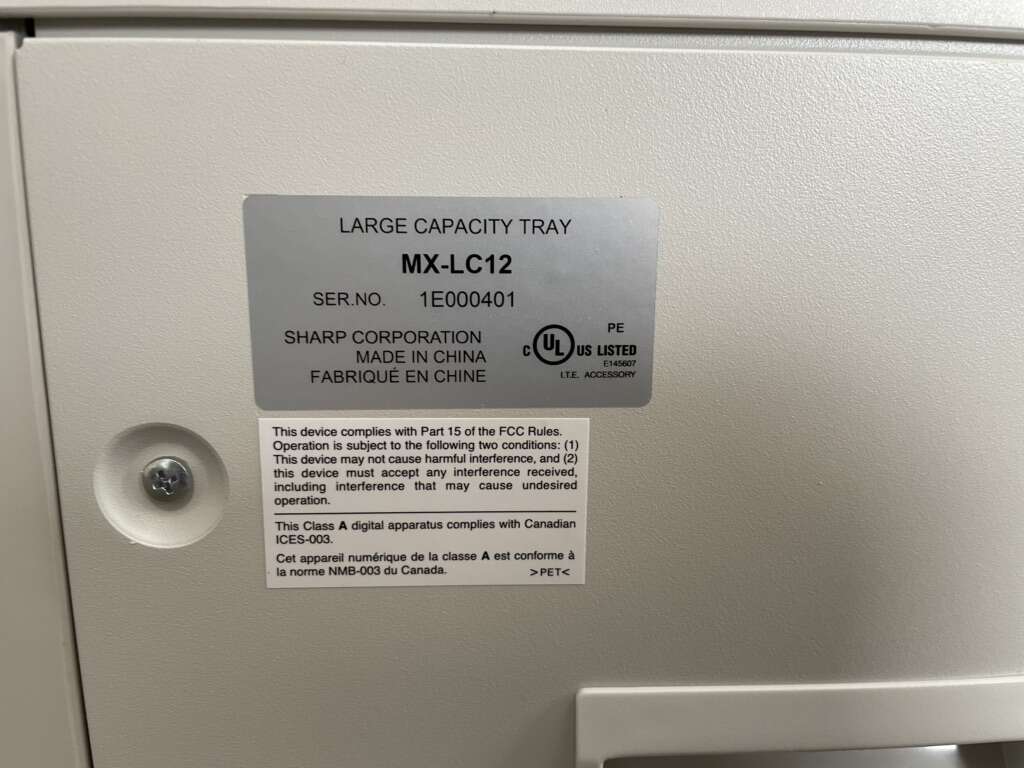 LARGE CAPACITY TRAY
MX-LC12
SER.NO. 1E000401
SHARP CORPORATION
MADE IN CHINA
FABRIQUÉ EN CHINE
PE
C UL US LISTED
E145607
I.T.E. ACCESSORY
This device complies with Part 15 of the FCC Rules.
Operation is subject to the following two conditions: (1)
This device may not cause harmful interference, and (2)
this device must accept any interference received,
including interference that may cause undesired
operation.
This Class A digital apparatus complies with Canadian
ICES-003.
Cet appareil numérique de la classe A est conforme à
la norme NMB-003 du Canada.
>PET<